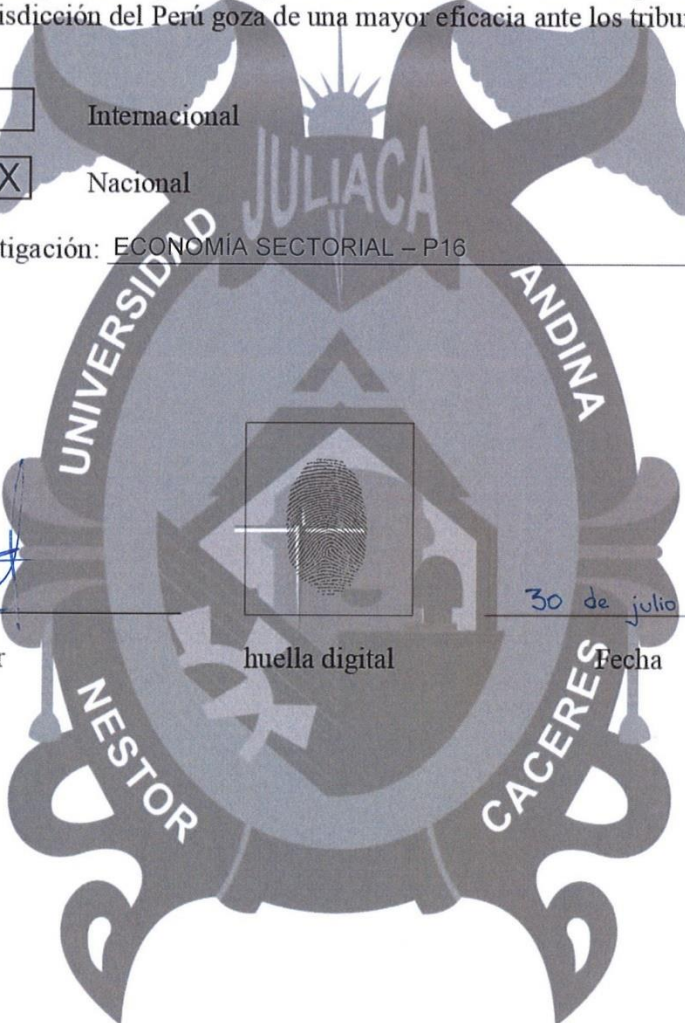 isdicción del Perú goza de una mayor eficacia ante los tribu
Internacional
X Nacional
tigación: ECONOMÍA SECTORIAL – P16
JULIACA
UNIVERSIDAD
ANDINA
30 de julio
r huella digital Fecha
NESTOR
CACERES